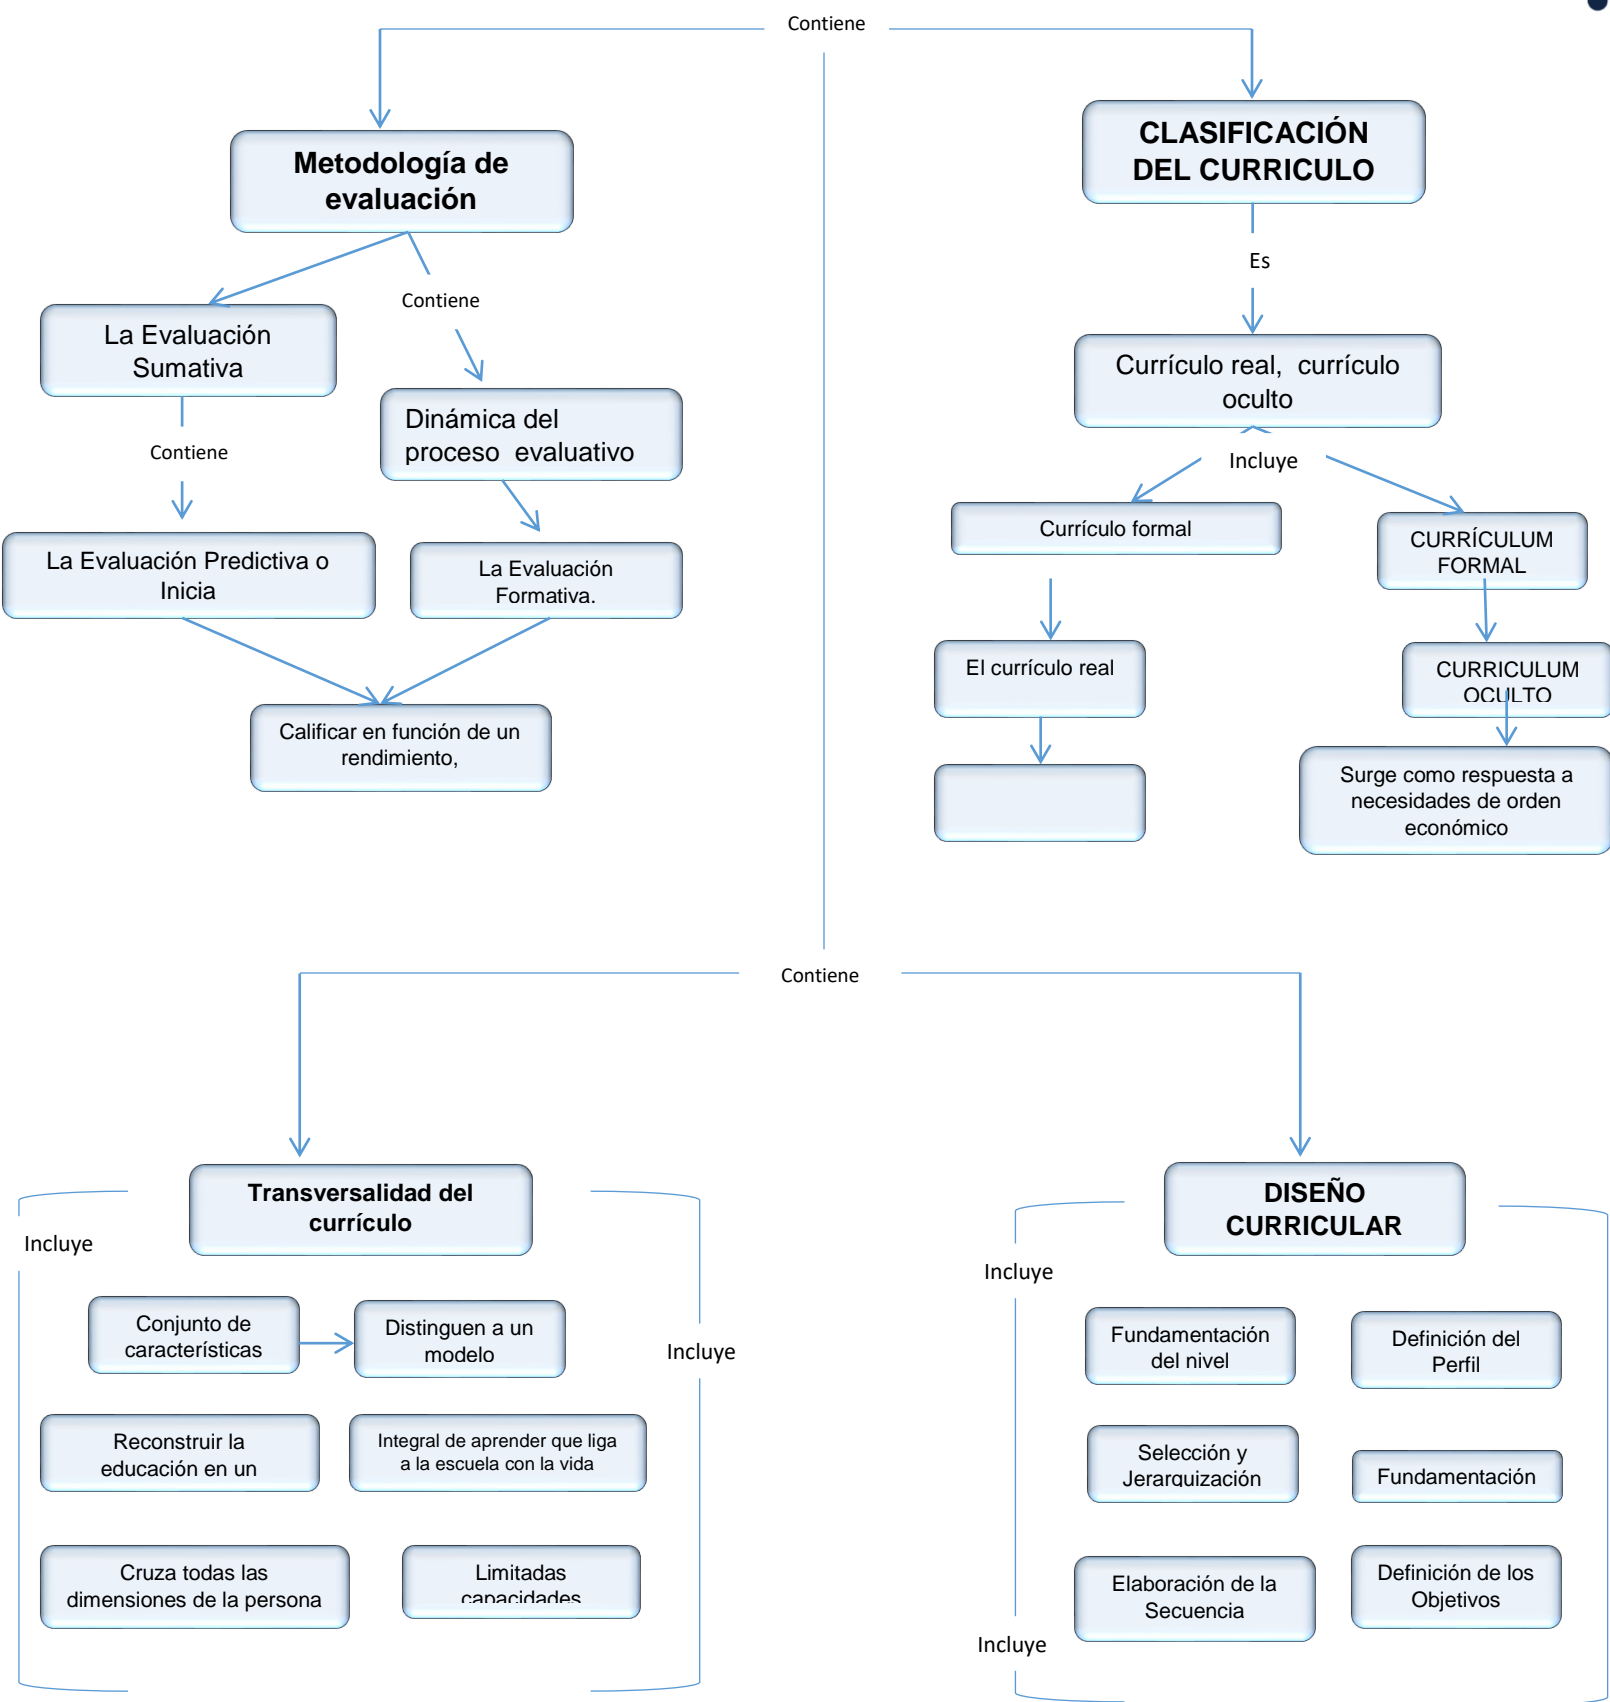 Contiene
Metodología de
evaluación
CLASIFICACIÓN
DEL CURRICULO
Es
Contiene
La Evaluación
Sumativa
Currículo real, currículo
oculto
Dinámica del
proceso evaluativo
Contiene
Incluye
Currículo formal
CURRÍCULUM
FORMAL
La Evaluación Predictiva o
Inicia
La Evaluación
Formativa.
El currículo real
CURRICULUM
OCULTO
Calificar en función de un
rendimiento,
Surge como respuesta a
necesidades de orden
económico
Contiene
Transversalidad del
currículo
DISEÑO
CURRICULAR
Incluye
Incluye
Conjunto de
características
Distinguen a un
modelo
Incluye
Fundamentación
del nivel
Definición del
Perfil
Reconstruir la
educación en un
Integral de aprender que liga
a la escuela con la vida
Selección y
Jerarquización
Fundamentación
Cruza todas las
dimensiones de la persona
Limitadas
capacidades
Elaboración de la
Secuencia
Definición de los
Objetivos
Incluye